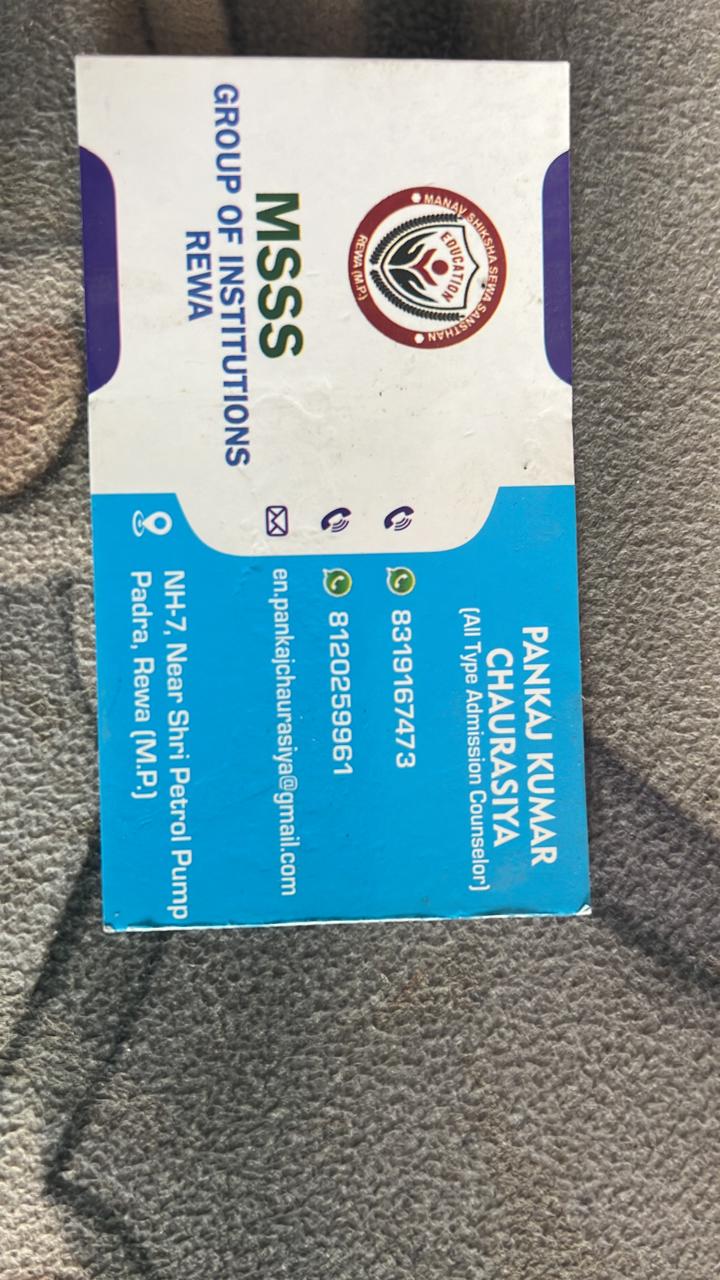 MANAV SHIKSHA SEWA SANSTHAN
EDUCATION
REWA (M.P.)
MSSS
GROUP OF INSTITUTIONS
REWA
PANKAJ KUMAR
CHAURASIYA
(All Type Admission Counselor)
8319167473
8120259961
en.pankajchaurasiya@gmail.com
NH-7, Near Shri Petrol Pump
Padra, Rewa (M.P.)